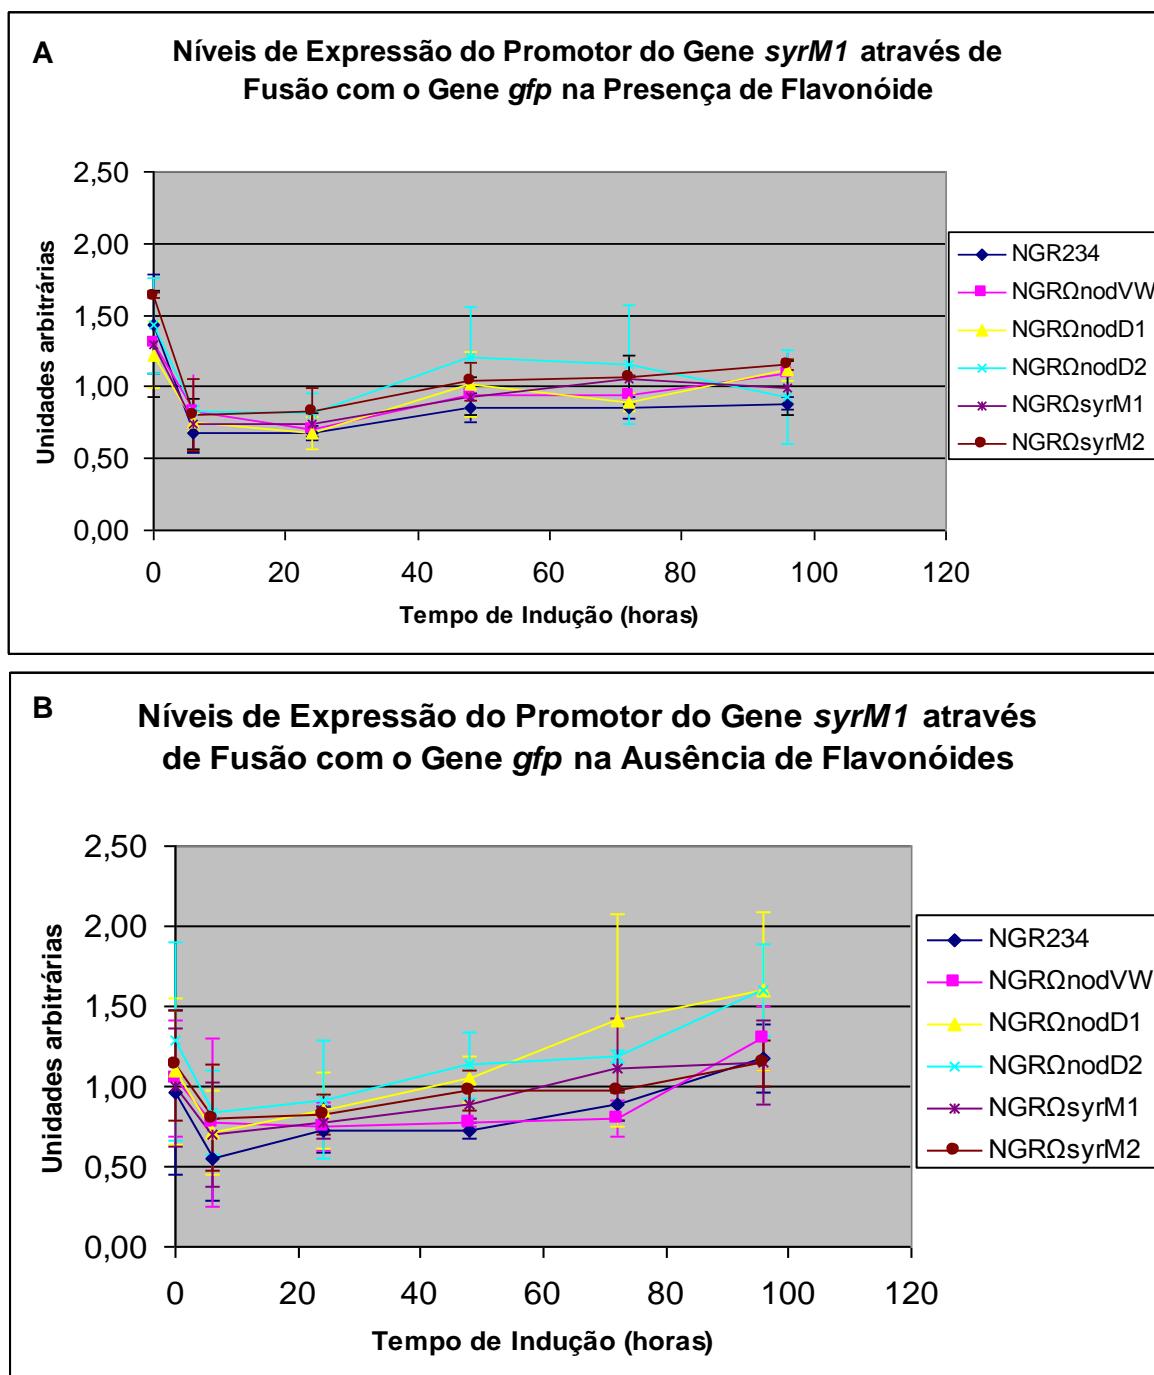 A
Níveis de Expressão do Promotor do Gene syrM1 através de
Fusão com o Gene gfp na Presença de Flavonóide
2,50
2,00
1,50
1,00
0,50
0,00
Unidades arbitrárias
0 20 40 60 80 100 120
Tempo de Indução (horas)
NGR234
NGRΩnodVW
NGRΩnodD1
NGRΩnodD2
NGRΩsyrM1
NGRΩsyrM2
B
Níveis de Expressão do Promotor do Gene syrM1 através
de Fusão com o Gene gfp na Ausência de Flavonóides
2,50
2,00
1,50
1,00
0,50
0,00
Unidades arbitrárias
0 20 40 60 80 100 120
Tempo de Indução (horas)
NGR234
NGRΩnodVW
NGRΩnodD1
NGRΩnodD2
NGRΩsyrM1
NGRΩsyrM2